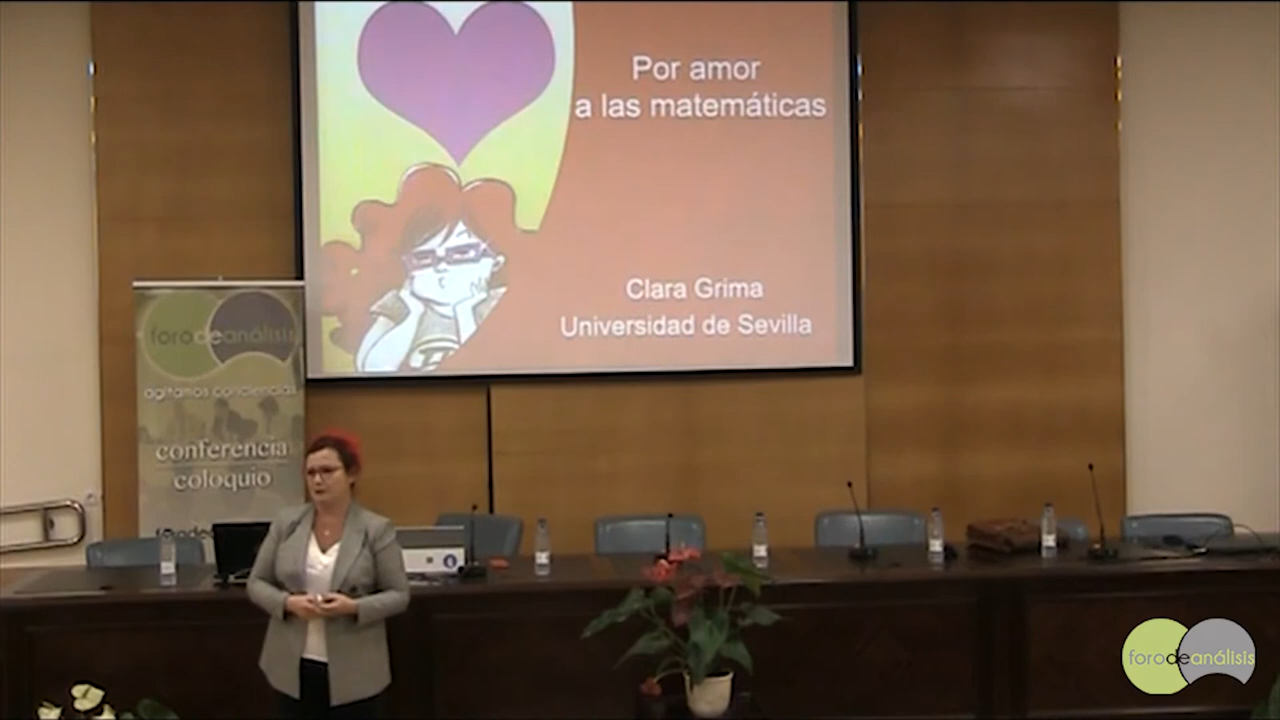 Por amor
a las matemáticas
Clara Grima
Universidad de Sevilla
forodeanálisis
agitamos conciencias
conferencia
coloquio
forodeanálisis